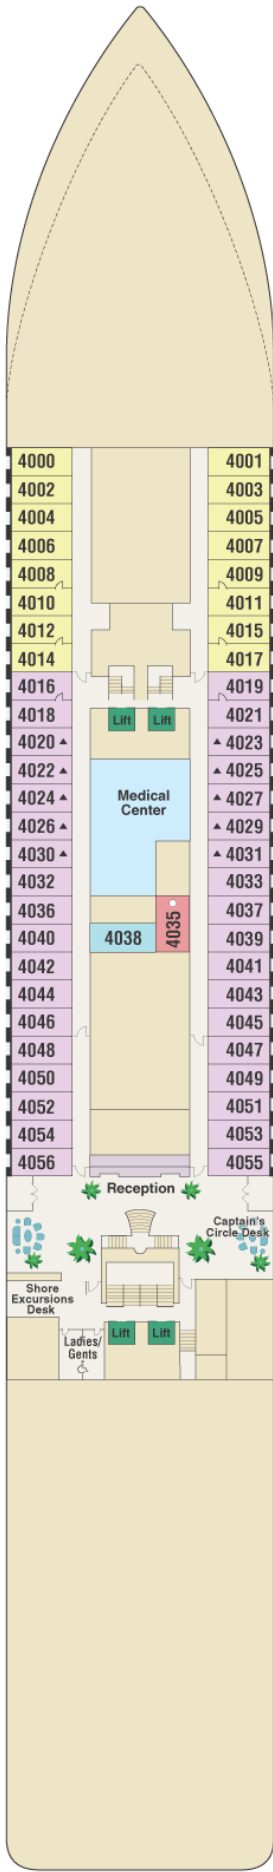 4000 4001
4002 4003
4004 4005
4006 4007
4008 4009
4010 4011
4012 4015
4014 4017
4016 4019
4018 Lift Lift 4021
4020 4023
4022 4025
Medical
Center
4024 4027
4026 4029
4030 4031
4032 4033
4036 4035 4037
4040 4038 4039
4042 4041
4044 4043
4046 4045
4048 4047
4050 4049
4052 4051
4054 4053
4056 4055
Reception
Captain's
Circle Desk
Shore
Excursions
Desk
Lift Lift
Ladies/
Gents